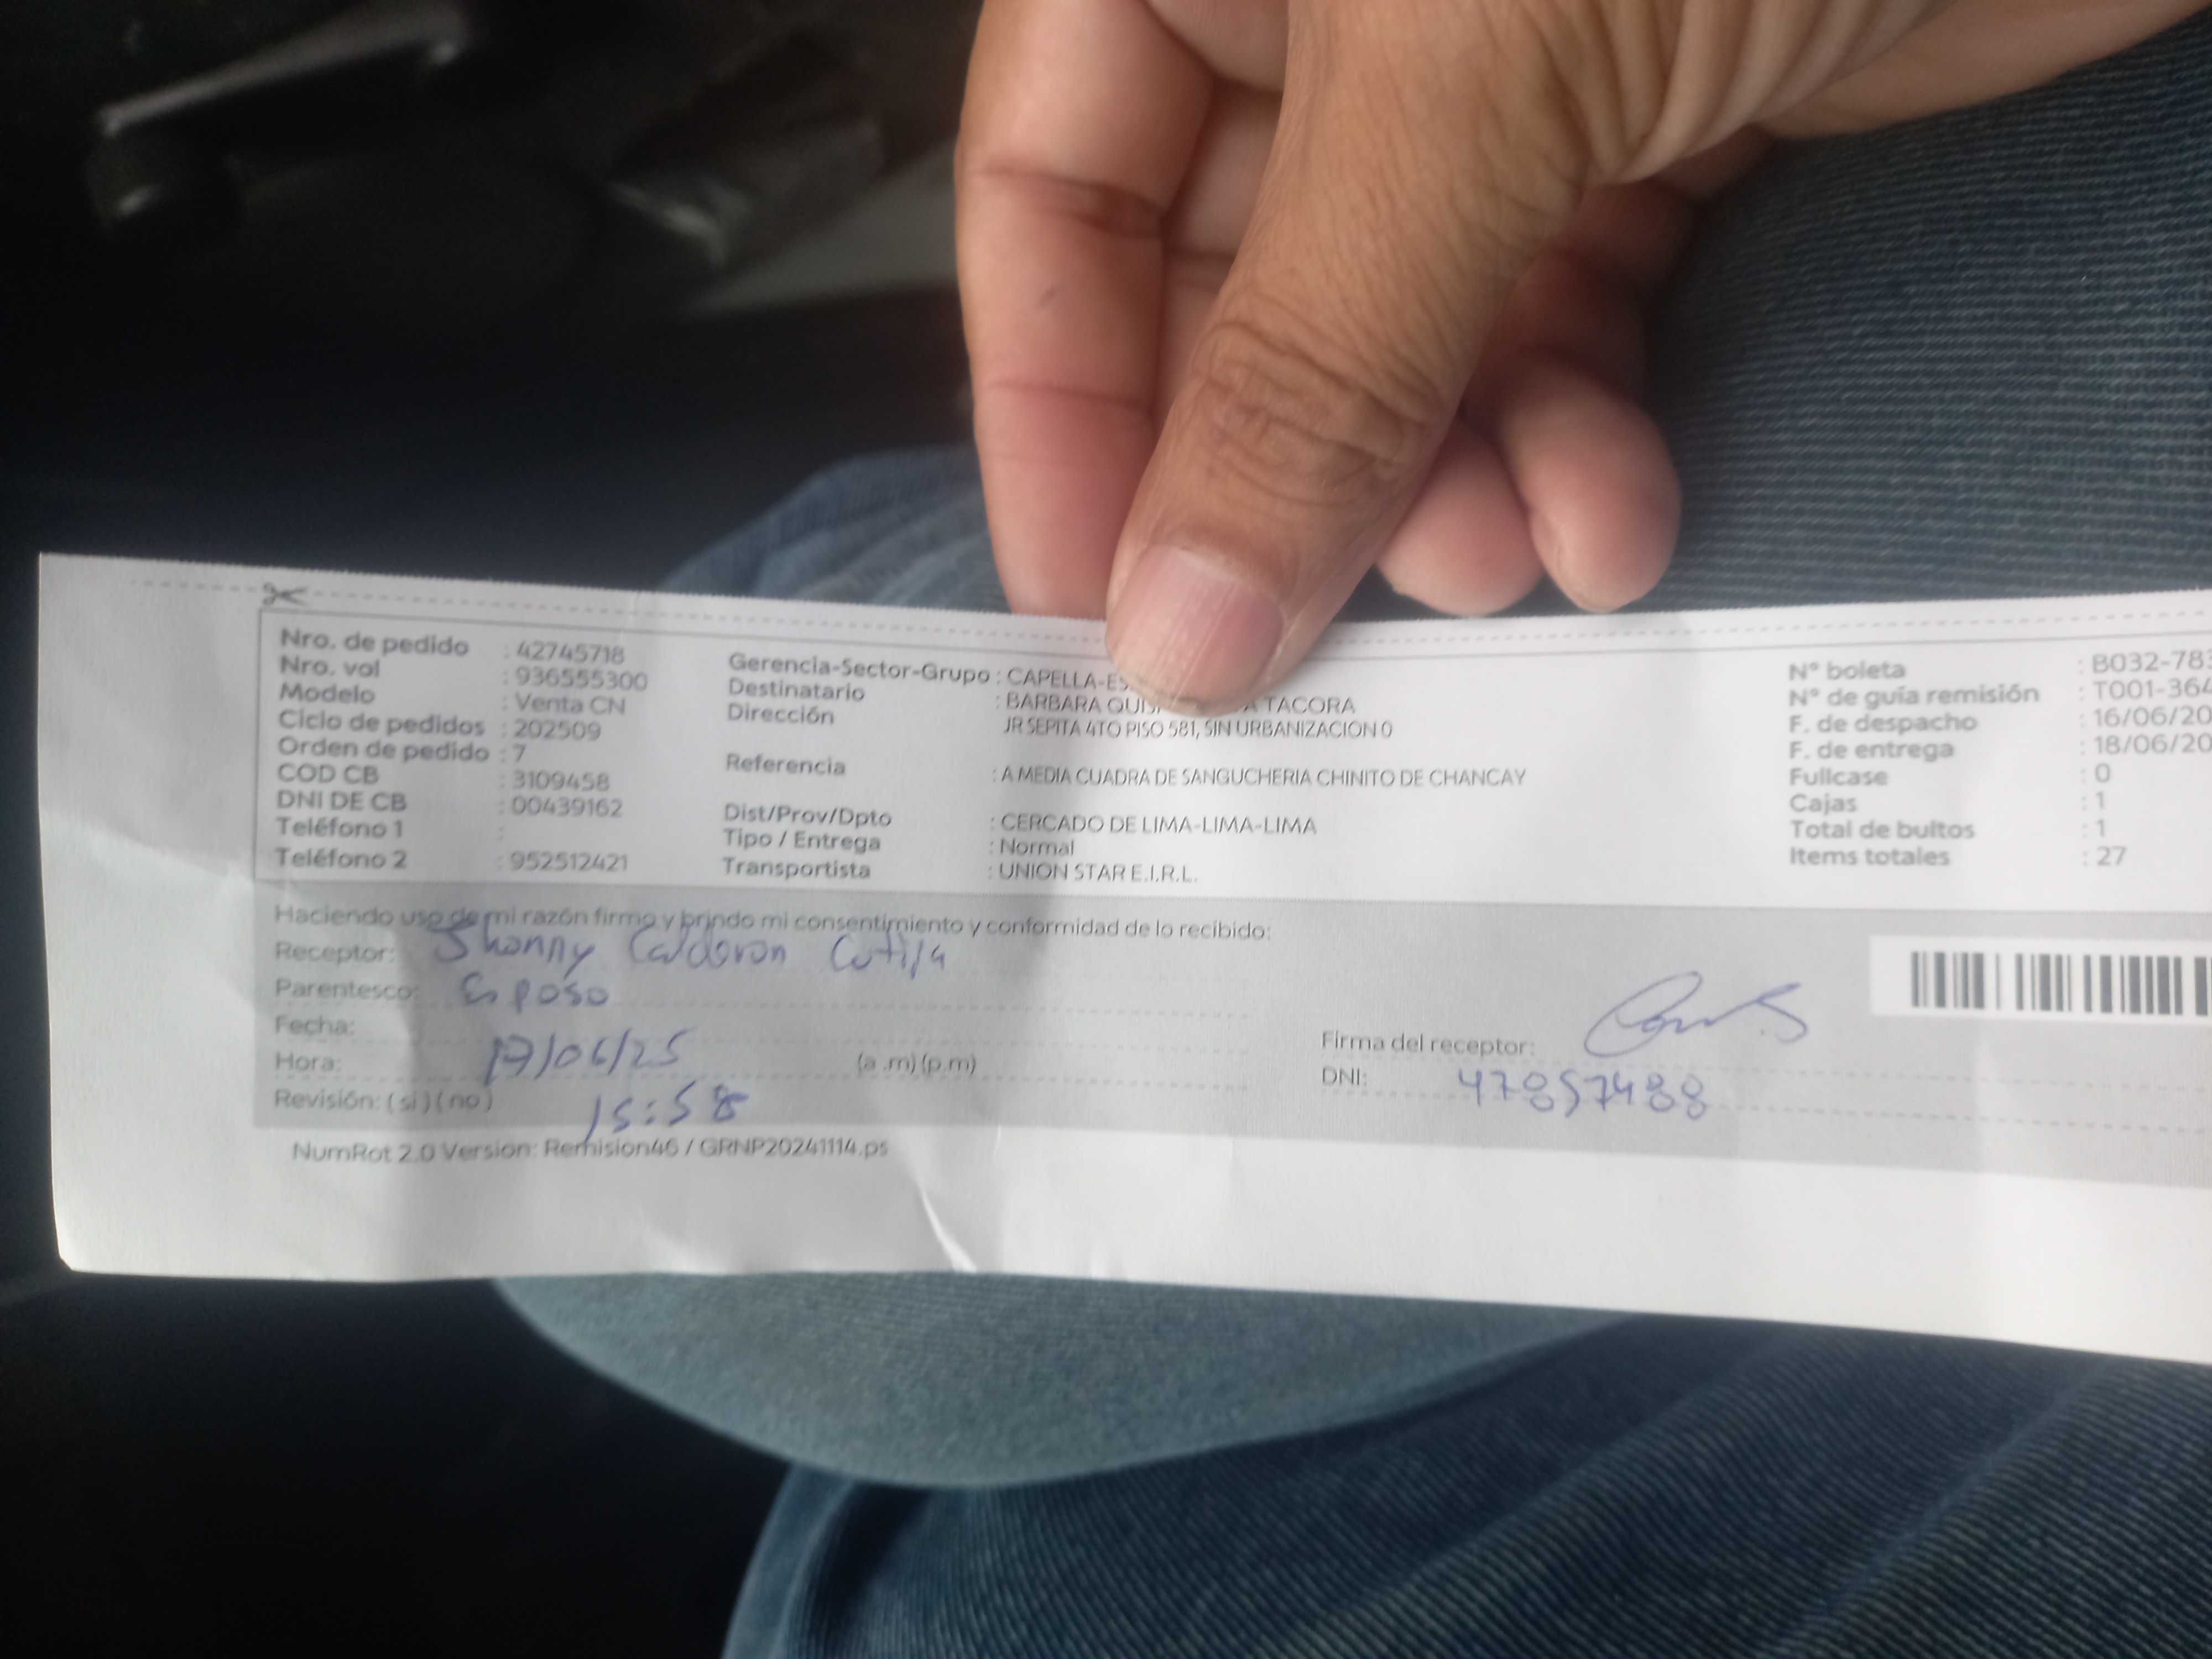 Nro. de pedido : 42745718
Nro. vol : 936555300
Modelo : Venta CN
Ciclo de pedidos : 202509
Orden de pedido : 7
COD CB : 3109458
DNI DE CB : 00439162
Teléfono 1 :
Teléfono 2 : 952512421
Gerencia-Sector-Grupo : CAPELLA-ES
Destinatario : BARBARA TACORA
Dirección JR SEPITA 4TO PISO 581, SIN URBANIZACION 0
Referencia : A MEDIA CUADRA DE SANGUCHERIA CHINITO DE CHANCAY
Dist/Prov/Dpto : CERCADO DE LIMA-LIMA-LIMA
Tipo / Entrega : Normal
Transportista : UNION STAR E.I.R.L.
N° boleta : B032-783
N° de guía remisión : T001-364
F. de despacho : 16/06/20
F. de entrega : 18/06/20
Fullcase : 0
Cajas : 1
Total de bultos : 1
Items totales : 27
Haciendo uso de mi razón firmo y brindo mi consentimiento y conformidad de lo recibido:
Receptor: Jhonny Calderon Cutipa
Parentesco: Esposo
Fecha: 17/06/25
Hora: 15:58 (a .m) (p.m)
Revisión: ( si ) ( no )
Firma del receptor:
DNI: 47857488
NumRot 2.0 Version: Remision46 / GRNP20241114.ps